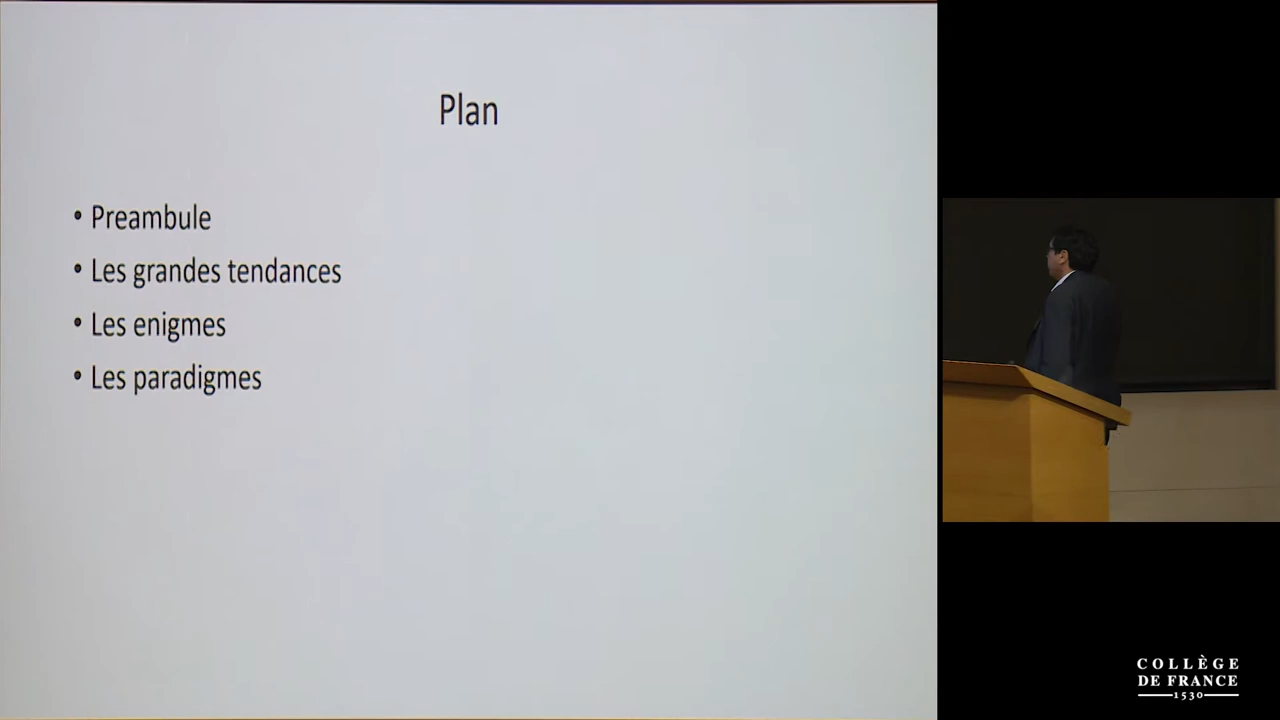 Plan
• Preambule
• Les grandes tendances
• Les enigmes
• Les paradigmes
COLLÈGE
DE FRANCE
1530